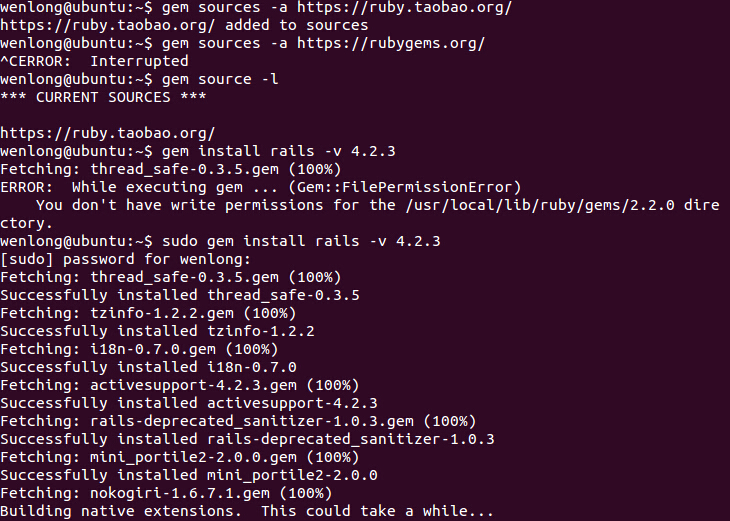 wenlong@ubuntu:~$ gem sources -a https://ruby.taobao.org/
https://ruby.taobao.org/ added to sources
wenlong@ubuntu:~$ gem sources -a https://rubygems.org/
^CERROR:  Interrupted
wenlong@ubuntu:~$ gem source -l
*** CURRENT SOURCES ***

https://ruby.taobao.org/
wenlong@ubuntu:~$ gem install rails -v 4.2.3
Fetching: thread_safe-0.3.5.gem (100%)
ERROR:  While executing gem ... (Gem::FilePermissionError)
    You don't have write permissions for the /usr/local/lib/ruby/gems/2.2.0 dire
ctory.
wenlong@ubuntu:~$ sudo gem install rails -v 4.2.3
[sudo] password for wenlong:
Fetching: thread_safe-0.3.5.gem (100%)
Successfully installed thread_safe-0.3.5
Fetching: tzinfo-1.2.2.gem (100%)
Successfully installed tzinfo-1.2.2
Fetching: i18n-0.7.0.gem (100%)
Successfully installed i18n-0.7.0
Fetching: activesupport-4.2.3.gem (100%)
Successfully installed activesupport-4.2.3
Fetching: rails-deprecated_sanitizer-1.0.3.gem (100%)
Successfully installed rails-deprecated_sanitizer-1.0.3
Fetching: mini_portile2-2.0.0.gem (100%)
Successfully installed mini_portile2-2.0.0
Fetching: nokogiri-1.6.7.1.gem (100%)
Building native extensions.  This could take a while...